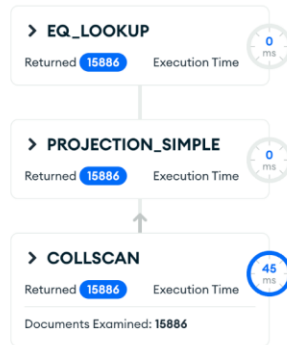 EQ_LOOKUP
Returned 15886 Execution Time 0 ms
PROJECTION_SIMPLE
Returned 15886 Execution Time 0 ms
COLLSCAN
Returned 15886 Execution Time 45 ms
Documents Examined: 15886